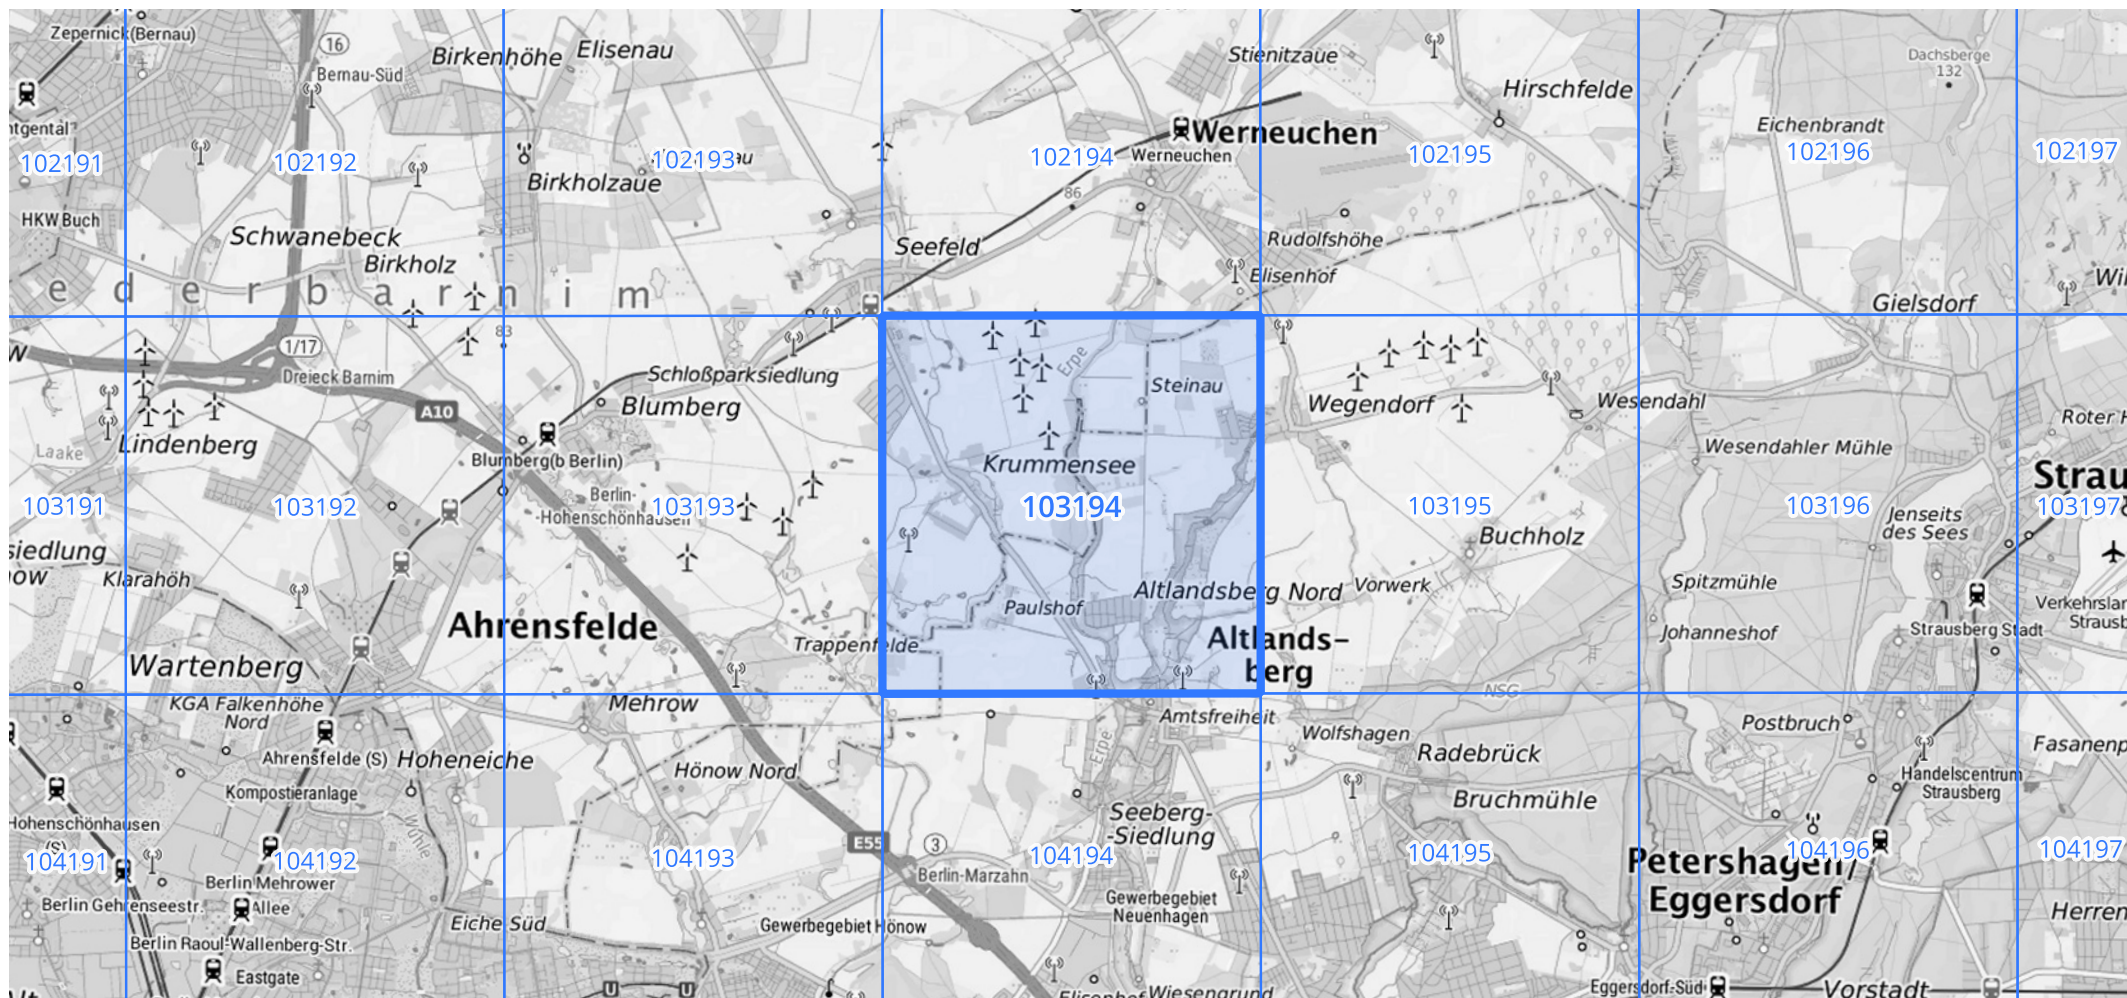 Zepernick(Bernau)
16
Birkenhöhe
Elisenau
Stienitzaue
Dachsberge
132
Bernau-Süd
Hirschfelde
ntgental
Werneuchen
Eichenbrandt
102191
102192
102193
102194
102195
102196
102197
Werneuchen
Birkholzaue
86
HKW Buch
Schwanebeck
Seefeld
Rudolfshöhe
Birkholz
Elisenhof
e d e r b a r n i m
Gielsdorf
83
W
1/17
Erpe
Dreieck Barnim
Schloßparksiedlung
Steinau
A10
Blumberg
Wegendorf
Wesendahl
Lindenberg
Laake
Roter H
Blumberg(b Berlin)
Krummensee
Wesendahler Mühle
Strau
Berlin-
-Hohenschönhausen
103191
103192
103193
103194
103195
103196
103197
Jenseits
des Sees
Buchholz
siedlung
ow
Klarahöh
Altlandsberg Nord
Vorwerk
Spitzmühle
Paulshof
Verkehrslan
Strausb
Ahrensfelde
Trappenfelde
Altlands-
berg
Johanneshof
Strausberg Stadt
Wartenberg
NSG
KGA Falkenhöhe
Nord
Mehrow
Amtsfreiheit
Postbruch
Wolfshagen
Erpe
Radebrück
Fasanenp
Ahrensfelde (S)
Hoheneiche
Hönow Nord
Kompostieranlage
Bruchmühle
Handelscentrum
Strausberg
Hohenschönhausen
(S)
Wuhle
Seeberg-
-Siedlung
E55
3
104191
104192
104193
104194
104195
104196
104197
Petershagen/
Eggersdorf
Berlin-Marzahn
Berlin Mehrower
Allee
Berlin Gehrenseestr.
Gewerbegebiet
Neuenhagen
Herren
Eiche Süd
Gewerbegebiet Hönow
Berlin Raoul-Wallenberg-Str.
Eastgate
U
U
Elisenhof
Wiesengrund
Eggersdorf-Süd
Vorstadt